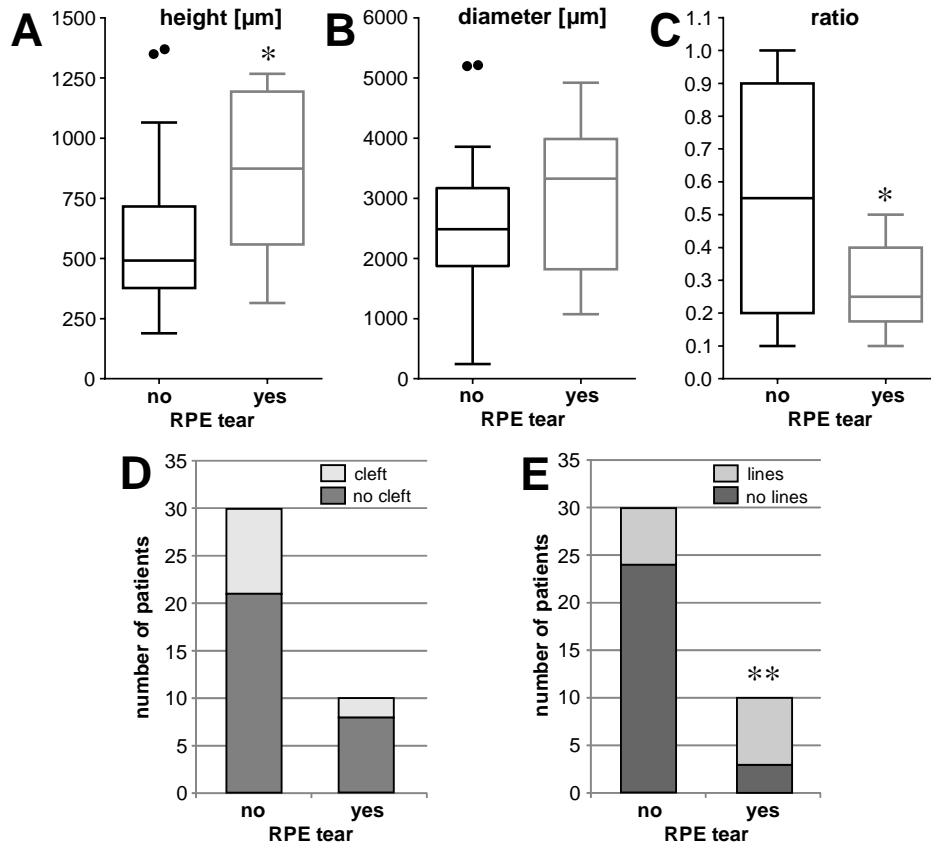 A
height [µm]
1500
1250
1000
750
500
250
0
*
no
yes
RPE tear
B
diameter [µm]
6000
5000
4000
3000
2000
1000
0
no
yes
RPE tear
C
ratio
1.1
1.0
0.9
0.8
0.7
0.6
0.5
0.4
0.3
0.2
0.1
0.0
*
no
yes
RPE tear
D
number of patients
35
30
25
20
15
10
5
0
cleft
no cleft
no
yes
RPE tear
E
number of patients
35
30
25
20
15
10
5
0
lines
no lines
**
no
yes
RPE tear